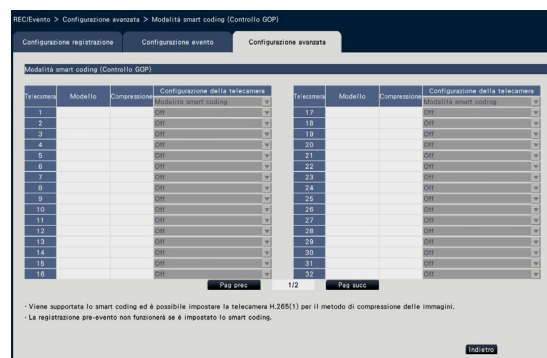 REC/Evento > Configurazione avanzata > Modalità smart coding (Controllo GOP)
Configurazione registrazione Configurazione evento Configurazione avanzata
Modalità smart coding (Controllo GOP)
Telecamera Modello Compressione Configurazione della telecamera Telecamera Modello Compressione Configurazione della telecamera
Modalità smart coding Modalità smart coding
1 Off 17 Off
2 Off 18 Off
3 Off 19 Off
4 Off 20 Off
5 Off 21 Off
6 Off 22 Off
7 Off 23 Off
8 Off 24 Off
9 Off 25 Off
10 Off 26 Off
11 Off 27 Off
12 Off 28 Off
13 Off 29 Off
14 Off 30 Off
15 Off 31 Off
16 Off 32 Off
Pag prec 1/2 Pag succ
· Viene supportata lo smart coding ed è possibile impostare la telecamera H.265(1) per il metodo di compressione delle immagini.
· La registrazione pre-evento non funzionerà se è impostato lo smart coding.
Indietro